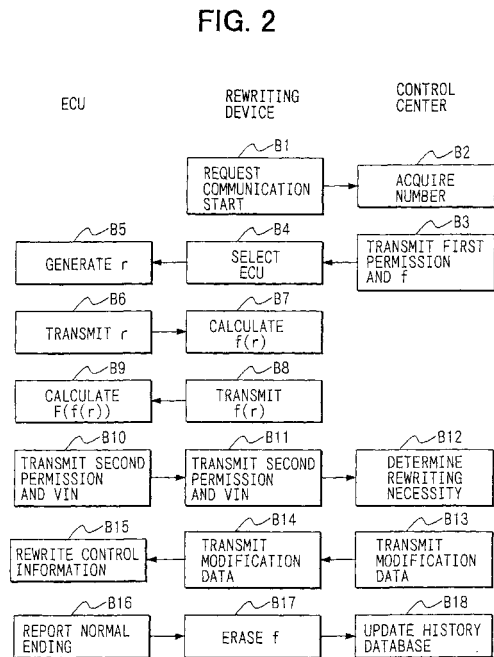 FIG. 2
ECU
REWRITING
DEVICE
CONTROL
CENTER
B1
REQUEST
COMMUNICATION
START
B2
ACQUIRE
NUMBER
B3
TRANSMIT FIRST
PERMISSION
AND f
B4
SELECT
ECU
B5
GENERATE r
B6
TRANSMIT r
B7
CALCULATE
f(r)
B8
TRANSMIT
f(r)
B9
CALCULATE
F(f(r))
B10
TRANSMIT SECOND
PERMISSION
AND VIN
B11
TRANSMIT SECOND
PERMISSION
AND VIN
B12
DETERMINE
REWRITING
NECESSITY
B13
TRANSMIT
MODIFICATION
DATA
B14
TRANSMIT
MODIFICATION
DATA
B15
REWRITE CONTROL
INFORMATION
B16
REPORT NORMAL
ENDING
B17
ERASE f
B18
UPDATE HISTORY
DATABASE